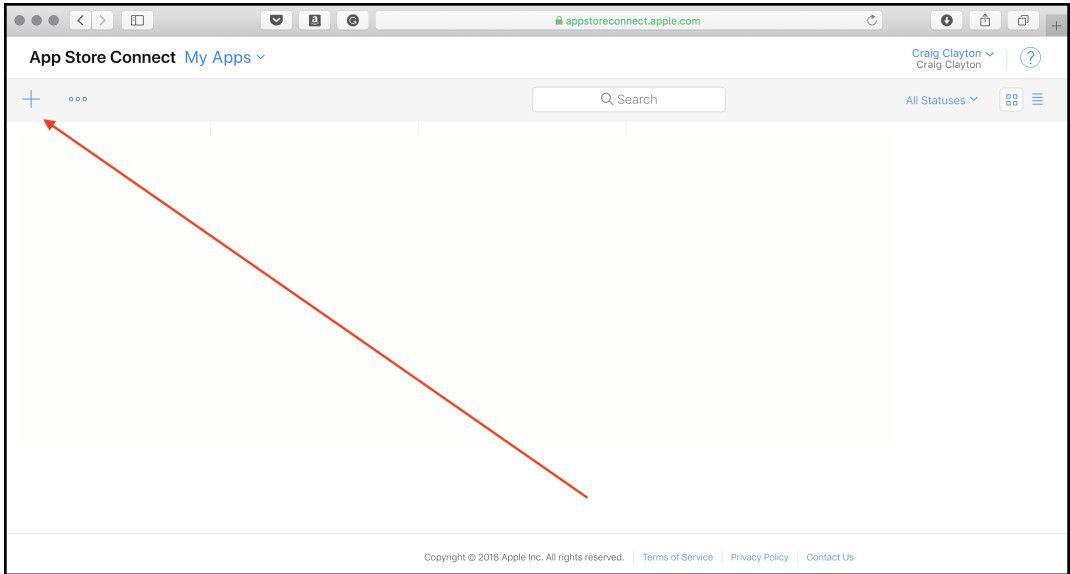 appstoreconnect.apple.com
App Store Connect My Apps
Craig Clayton
Craig Clayton
?
Search
All Statuses
Copyright © 2018 Apple Inc. All rights reserved. Terms of Service Privacy Policy Contact Us